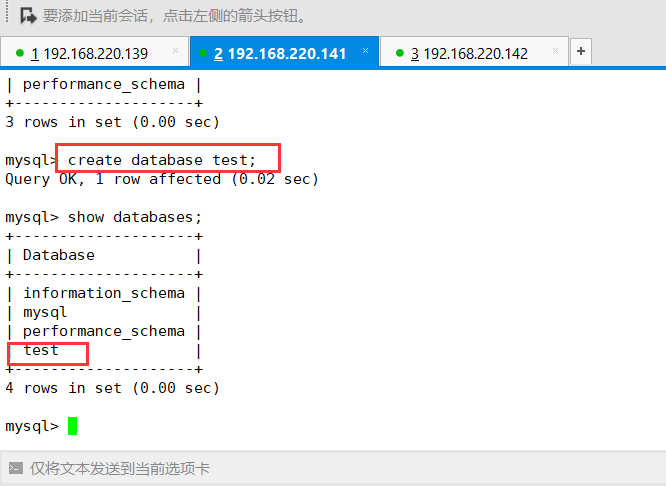 要添加当前会话，点击左侧的箭头按钮。
1 192.168.220.139 × 2 192.168.220.141 × 3 192.168.220.142 × +
| performance_schema |
+--------------------+
3 rows in set (0.00 sec)
mysql> create database test;
Query OK, 1 row affected (0.02 sec)
mysql> show databases;
+--------------------+
| Database           |
+--------------------+
| information_schema |
| mysql              |
| performance_schema |
| test               |
+--------------------+
4 rows in set (0.00 sec)
mysql>
仅将文本发送到当前选项卡